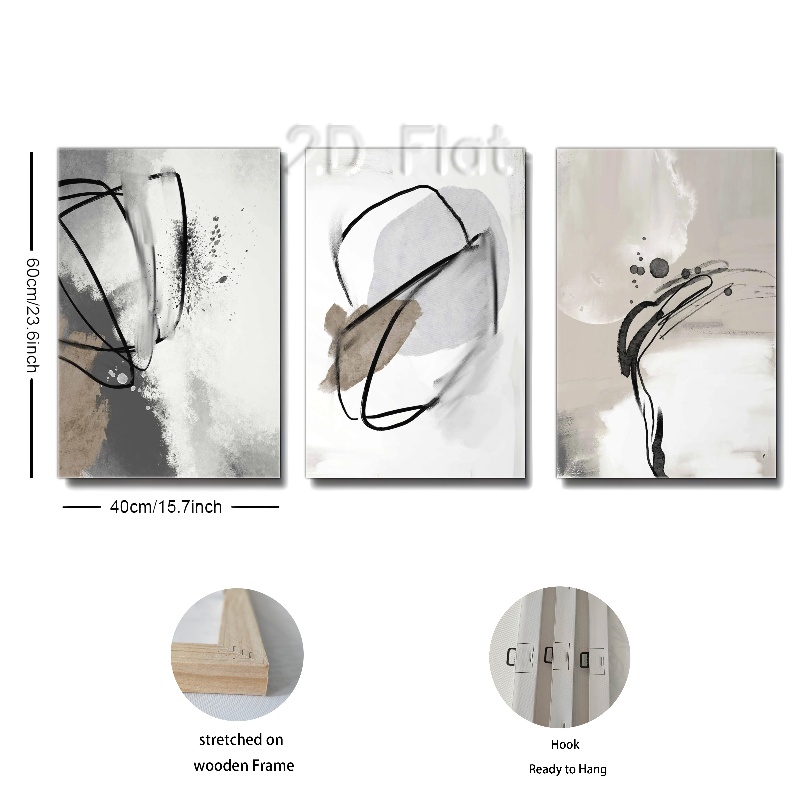 2D Flat.
60cm/23.6inch
40cm/15.7inch
stretched on
wooden Frame
Hook
Ready to Hang